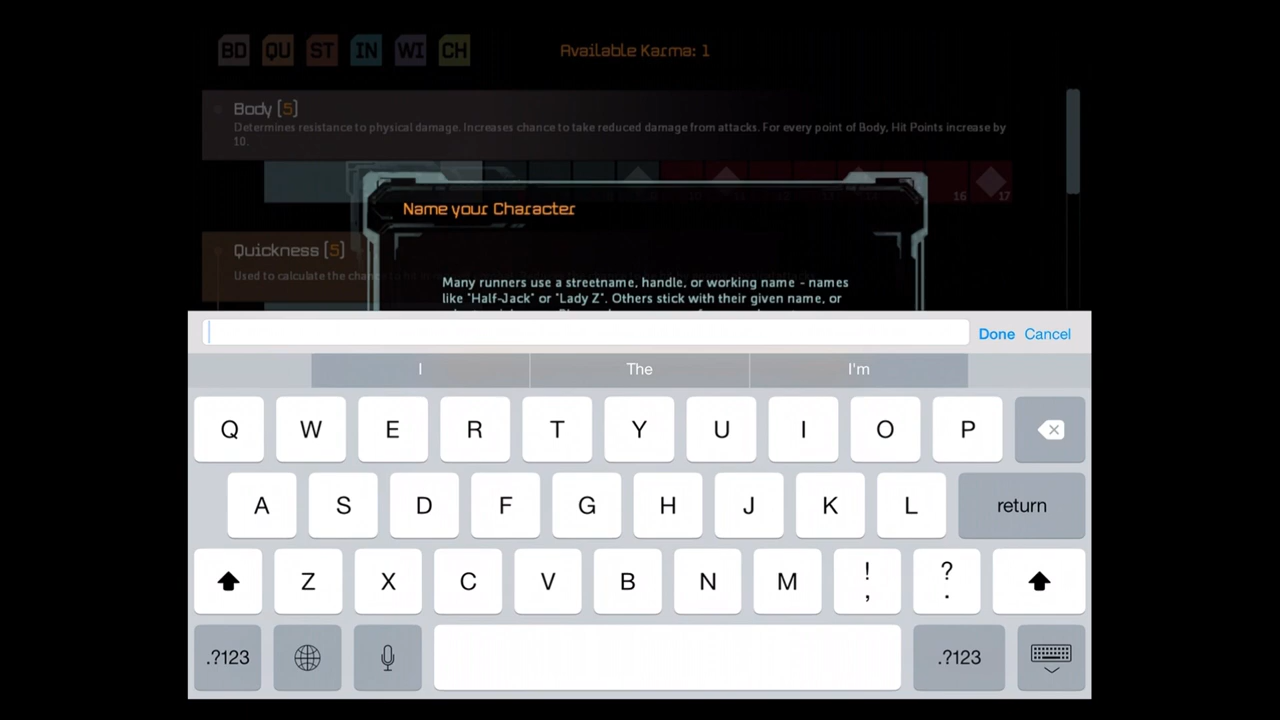 BD QU ST IN WI CH
Available Karma: 1
Body [5]
Determines resistance to physical damage. Increases chance to take reduced damage from attacks. For every point of Body, Hit Points increase by
10.
16 17
Name your Character
Quickness [5]
Used to calculate the chan
Many runners use a streetname, handle, or working name - names
like "Half-Jack" or "Lady Z". Others stick with their given name, or
Done Cancel
I The I'm
Q W E R T Y U I O P
A S D F G H J K L return
Z X C V B N M ! ?
, .
.?123 .?123